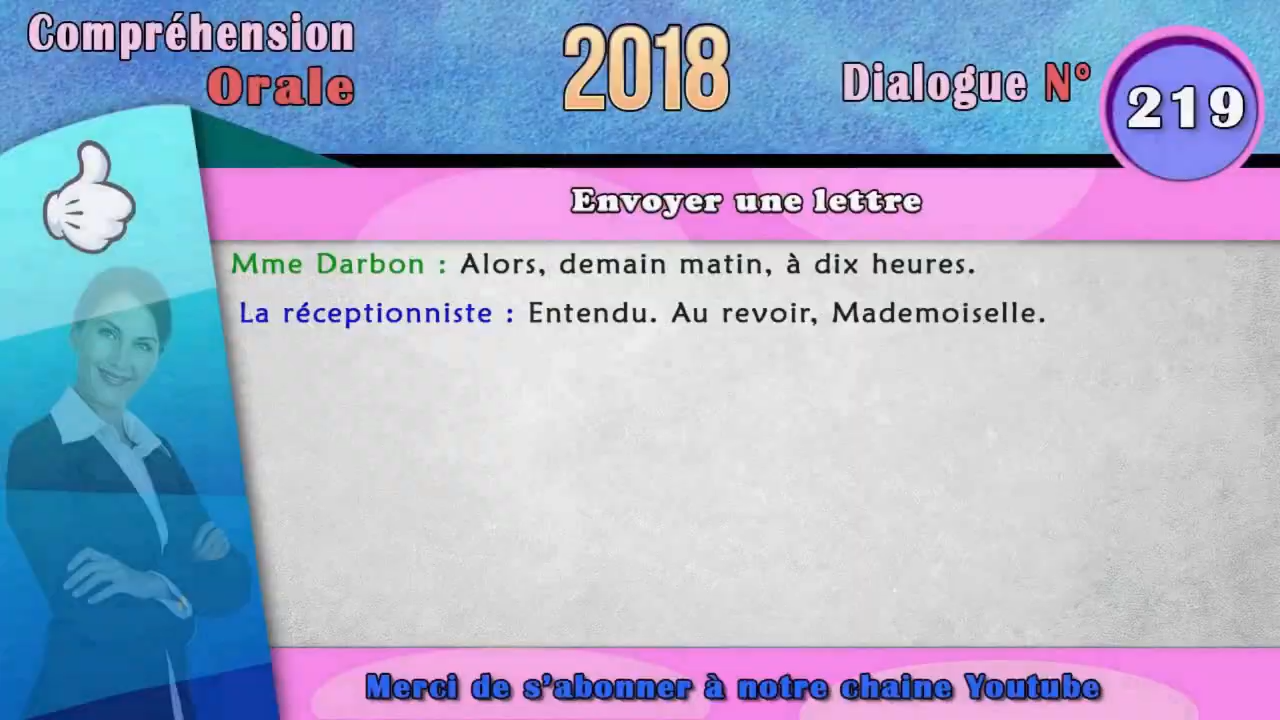 Compréhension
Orale
2018
Dialogue N°
219
Envoyer une lettre
Mme Darbon : Alors, demain matin, à dix heures.
La réceptionniste : Entendu. Au revoir, Mademoiselle.
Merci de s'abonner à notre chaine Youtube